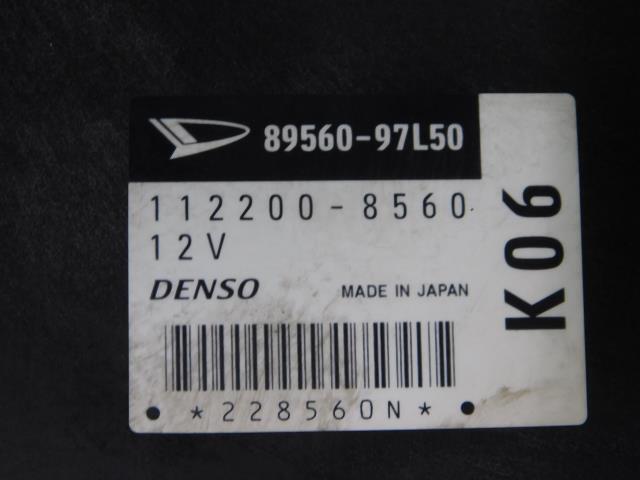 89560-97L50
112200-8560
12V
DENSO MADE IN JAPAN
*228560N*
K06